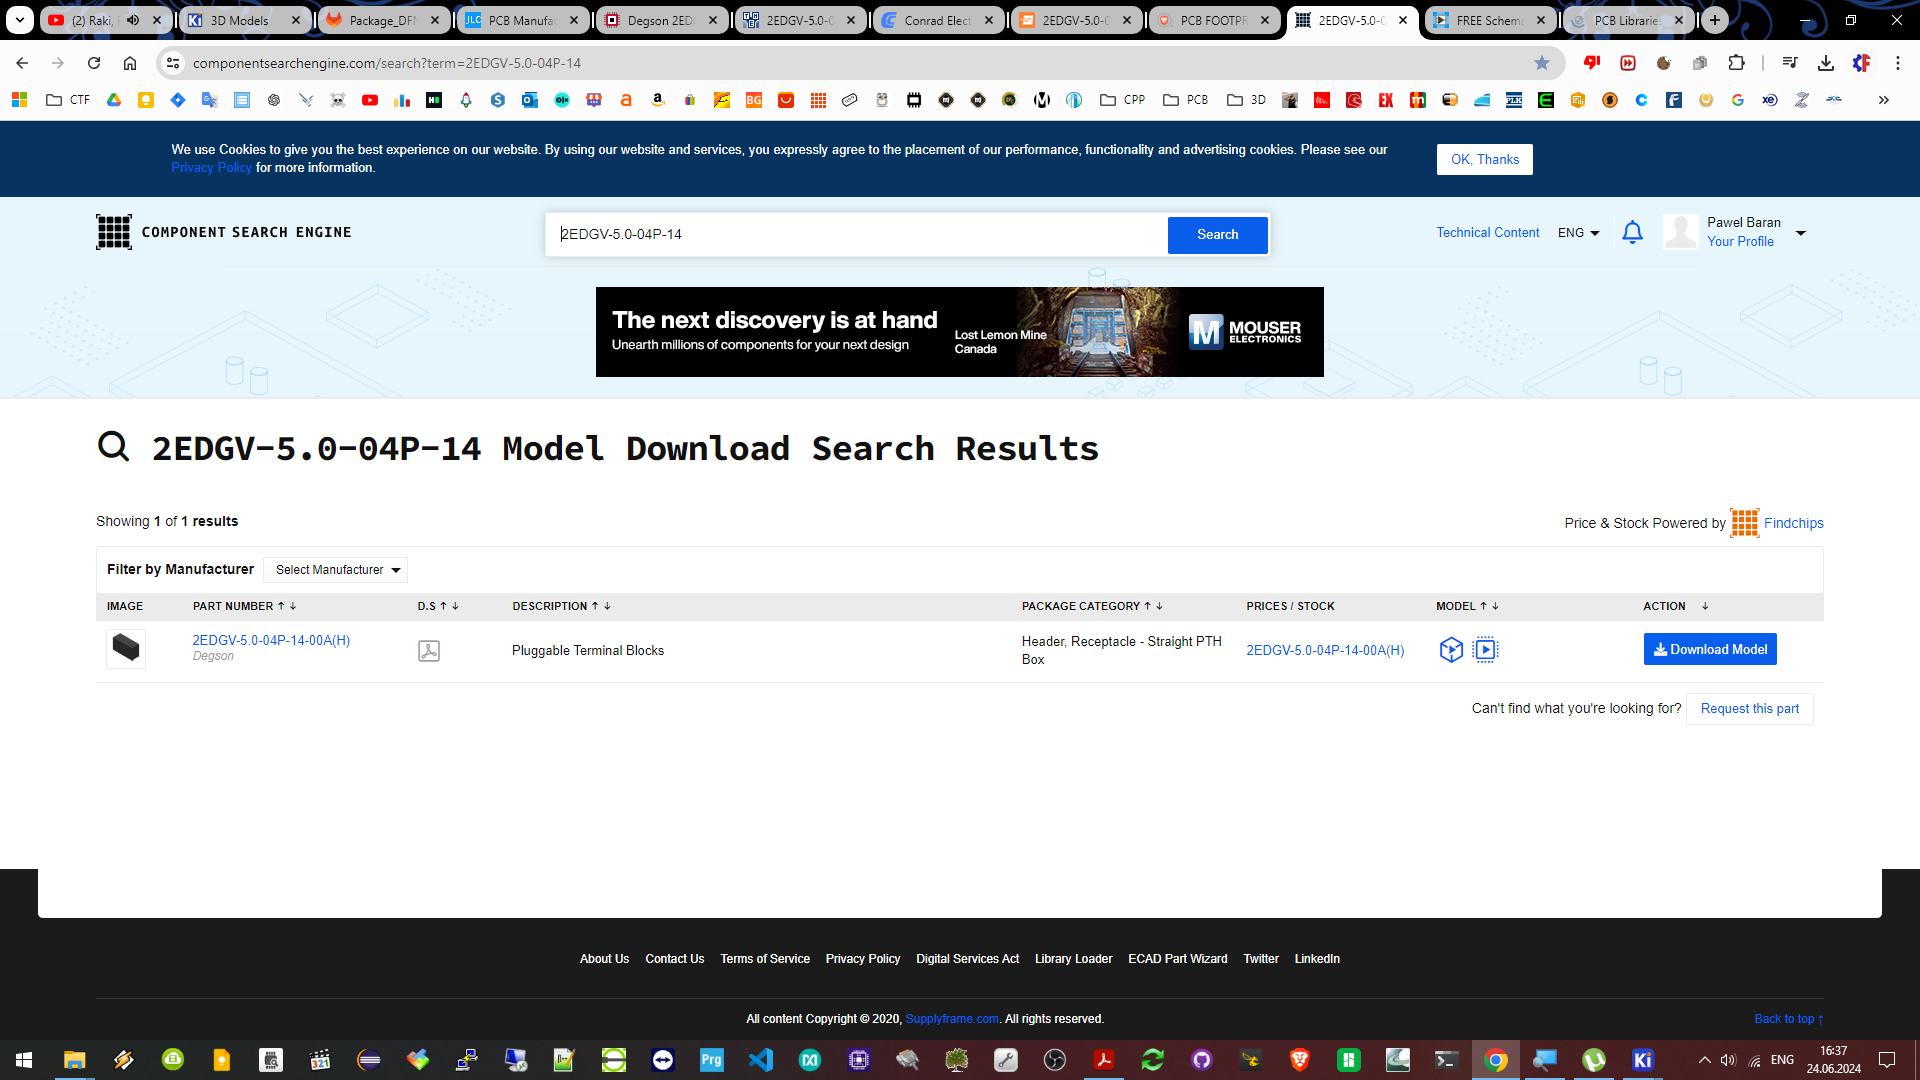 (2) Raki,
3D Models
Package_DFN
PCB Manufac
Degson 2EDG
2EDGV-5.0-0
Conrad Elect
2EDGV-5.0-0
PCB FOOTPR
2EDGV-5.0-0
FREE Schema
PCB Libraries
componentsearchengine.com/search?term=2EDGV-5.0-04P-14
CTF
CPP
PCB
3D
We use Cookies to give you the best experience on our website. By using our website and services, you expressly agree to the placement of our performance, functionality and advertising cookies. Please see our
Privacy Policy for more information.
OK, Thanks
COMPONENT SEARCH ENGINE
2EDGV-5.0-04P-14
Search
Technical Content
ENG
Pawel Baran
Your Profile
The next discovery is at hand
Unearth millions of components for your next design
Lost Lemon Mine
Canada
M MOUSER
ELECTRONICS
2EDGV-5.0-04P-14 Model Download Search Results
Showing 1 of 1 results
Price & Stock Powered by Findchips
Filter by Manufacturer
Select Manufacturer
IMAGE PART NUMBER ↑ ↓ D.S ↑ ↓ DESCRIPTION ↑ ↓ PACKAGE CATEGORY ↑ ↓ PRICES / STOCK MODEL ↑ ↓ ACTION ↓
2EDGV-5.0-04P-14-00A(H)
Degson
Pluggable Terminal Blocks
Header, Receptacle - Straight PTH
Box
2EDGV-5.0-04P-14-00A(H)
Download Model
Can't find what you're looking for?
Request this part
About Us Contact Us Terms of Service Privacy Policy Digital Services Act Library Loader ECAD Part Wizard Twitter LinkedIn
All content Copyright © 2020, Supplyframe.com. All rights reserved.
Back to top ↑
321
Prg
Ki
ENG
16:37
24.06.2024